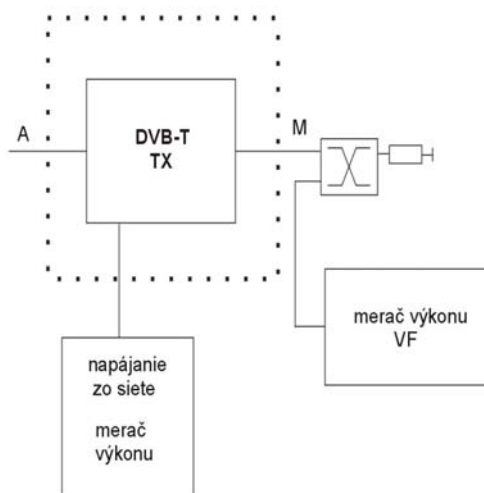 A
DVB-T
TX
M
merač výkonu
VF
napájanie
zo siete
merač
výkonu